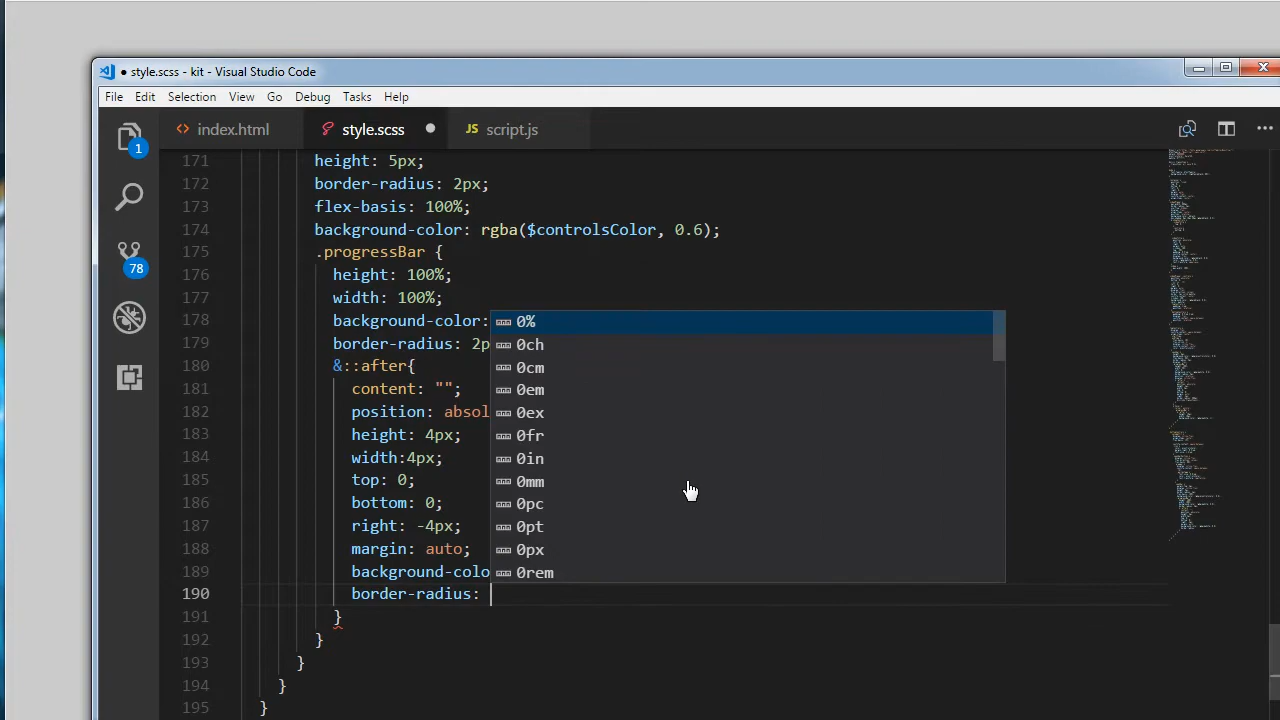 ● style.scss - kit - Visual Studio Code
File Edit Selection View Go Debug Tasks Help
index.html style.scss JS script.js
1
78
171 height: 5px;
172 border-radius: 2px;
173 flex-basis: 100%;
174 background-color: rgba($controlsColor, 0.6);
175 .progressBar {
176 height: 100%;
177 width: 100%;
178 background-color:
179 border-radius: 2p
180 &::after{
181 content: "";
182 position: absol
183 height: 4px;
184 width:4px;
185 top: 0;
186 bottom: 0;
187 right: -4px;
188 margin: auto;
189 background-colo
190 border-radius:
191 }
192 }
193 }
194 }
195 }
0%
0ch
0cm
0em
0ex
0fr
0in
0mm
0pc
0pt
0px
0rem